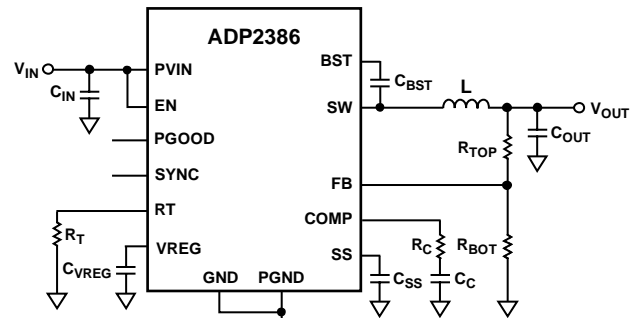 ADP2386
VIN
CIN
PVIN
EN
PGOOD
SYNC
RT
RT
VREG
CVREG
GND
PGND
BST
CBST
SW
L
VOUT
COUT
RTOP
FB
COMP
RC
RBOT
SS
CSS
CC